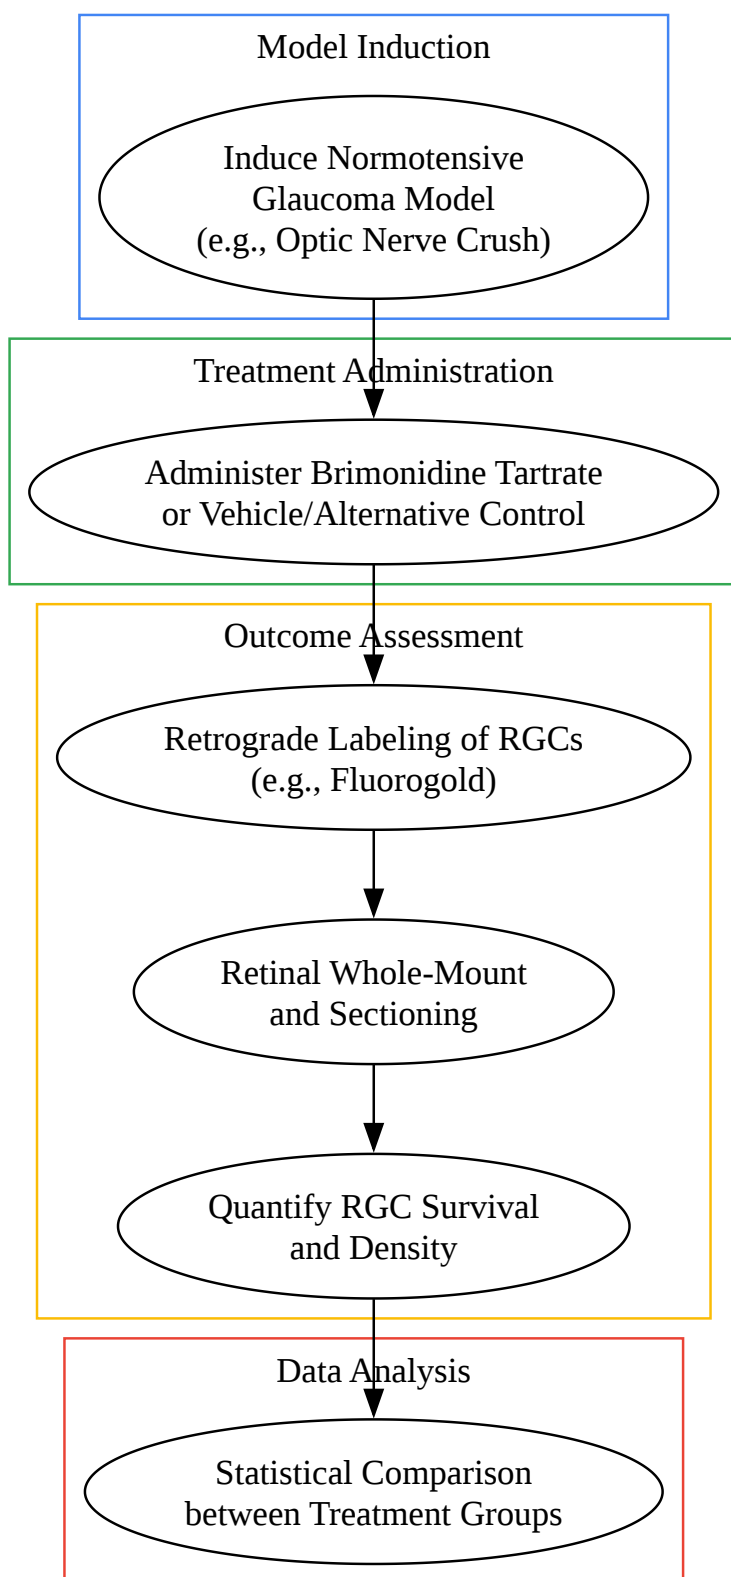 Model Induction
Induce Normotensive
Glaucoma Model
(e.g., Optic Nerve Crush)
Treatment Administration
Administer Brimonidine Tartrate
or Vehicle/Alternative Control
Outcome Assessment
Retrograde Labeling of RGCs
(e.g., Fluorogold)
Retinal Whole-Mount
and Sectioning
Quantify RGC Survival
and Density
Data Analysis
Statistical Comparison
between Treatment Groups